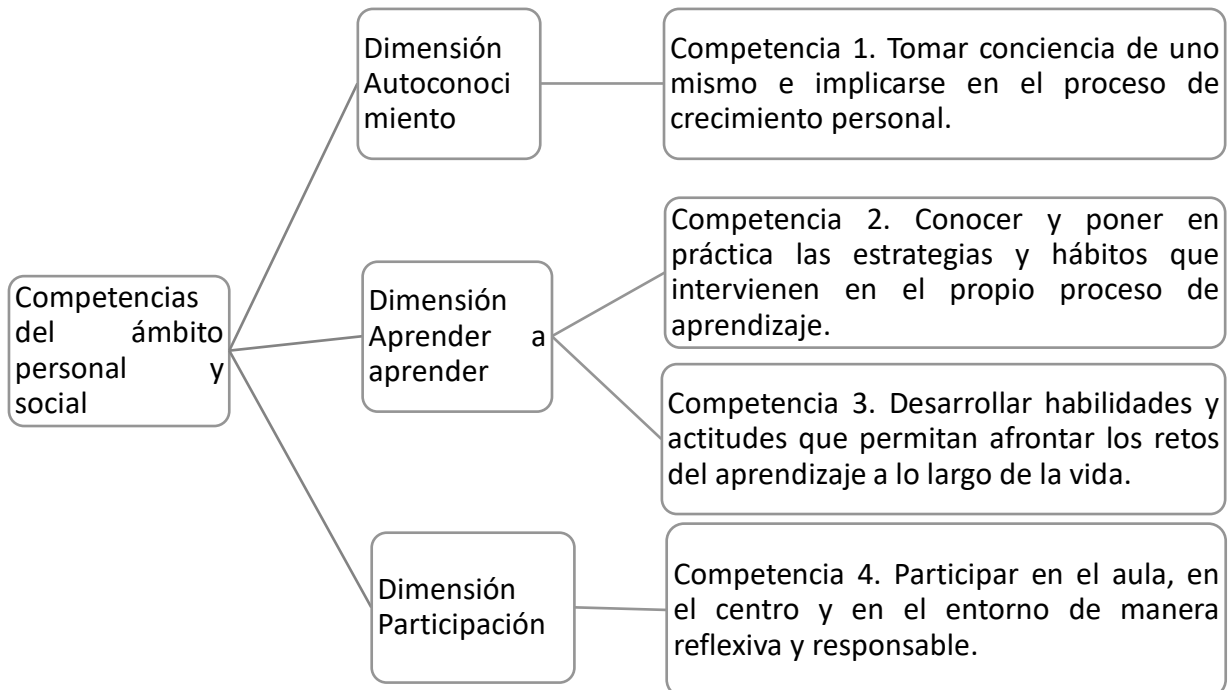 Competencias
del ámbito
personal y
social
Dimensión
Autoconoci
miento
Competencia 1. Tomar conciencia de uno
mismo e implicarse en el proceso de
crecimiento personal.
Dimensión
Aprender a
aprender
Competencia 2. Conocer y poner en
práctica las estrategias y hábitos que
intervienen en el propio proceso de
aprendizaje.
Competencia 3. Desarrollar habilidades y
actitudes que permitan afrontar los retos
del aprendizaje a lo largo de la vida.
Dimensión
Participación
Competencia 4. Participar en el aula, en
el centro y en el entorno de manera
reflexiva y responsable.